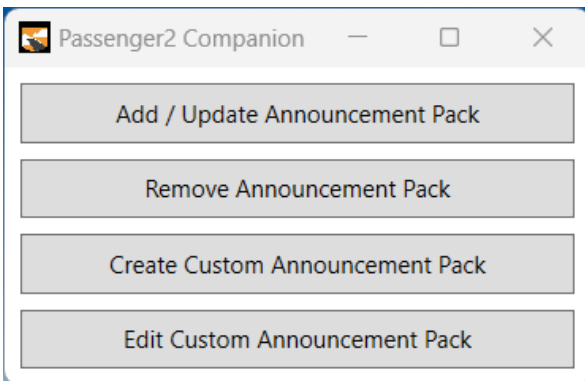 Passenger2 Companion
Add / Update Announcement Pack
Remove Announcement Pack
Create Custom Announcement Pack
Edit Custom Announcement Pack